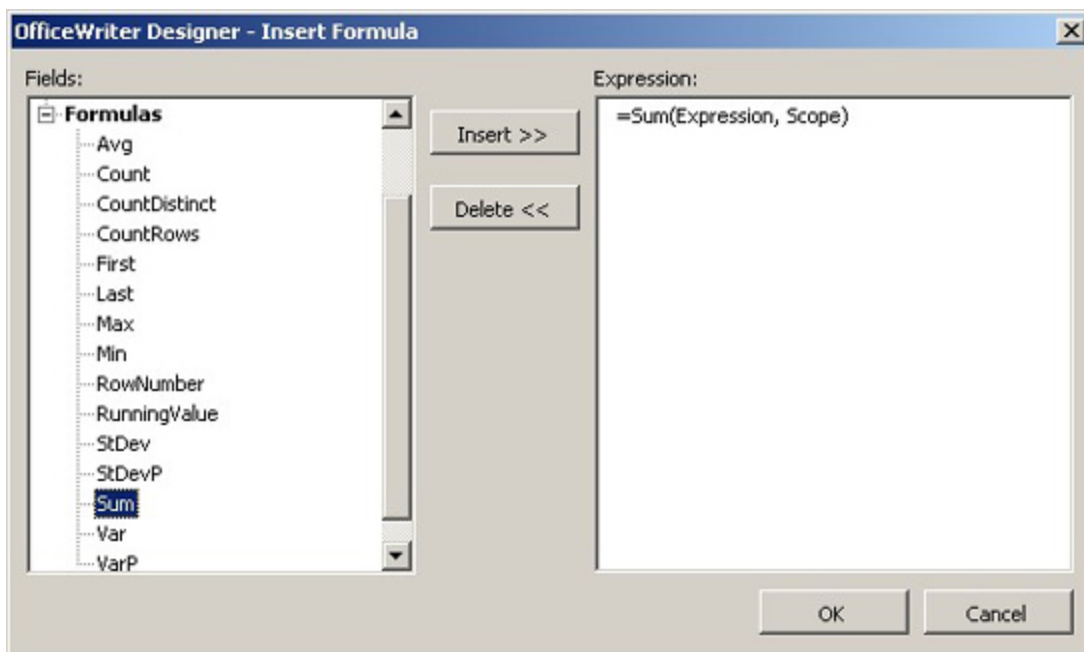 OfficeWriter Designer - Insert Formula
Fields:
Formulas
Avg
Count
CountDistinct
CountRows
First
Last
Max
Min
RowNumber
RunningValue
StDev
StDevP
Sum
Var
VarP
Insert >>
Delete <<
Expression:
=Sum(Expression, Scope)
OK
Cancel